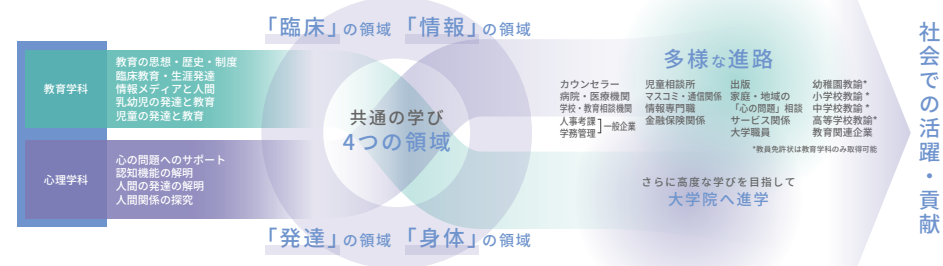 「臨床」の領域 「情報」の領域
教育学科
教育の思想・歴史・制度
臨床教育・生涯発達
情報メディアと人間
乳幼児の発達と教育
児童の発達と教育
心理学科
心の問題へのサポート
認知機能の解明
人間の発達の解明
人間関係の探究
共通の学び
4つの領域
「発達」の領域 「身体」の領域
多様な進路
カウンセラー
病院・医療機関
学校・教育相談機関
人事考課
学務管理
]一般企業
児童相談所
マスコミ・通信関係
情報専門職
金融保険関係
出版
家庭・地域の
「心の問題」相談
サービス関係
大学職員
幼稚園教諭*
小学校教諭*
中学校教諭*
高等学校教諭*
教育関連企業
*教員免許状は教育学科のみ取得可能
さらに高度な学びを目指して
大学院へ進学
社会での活躍・貢献